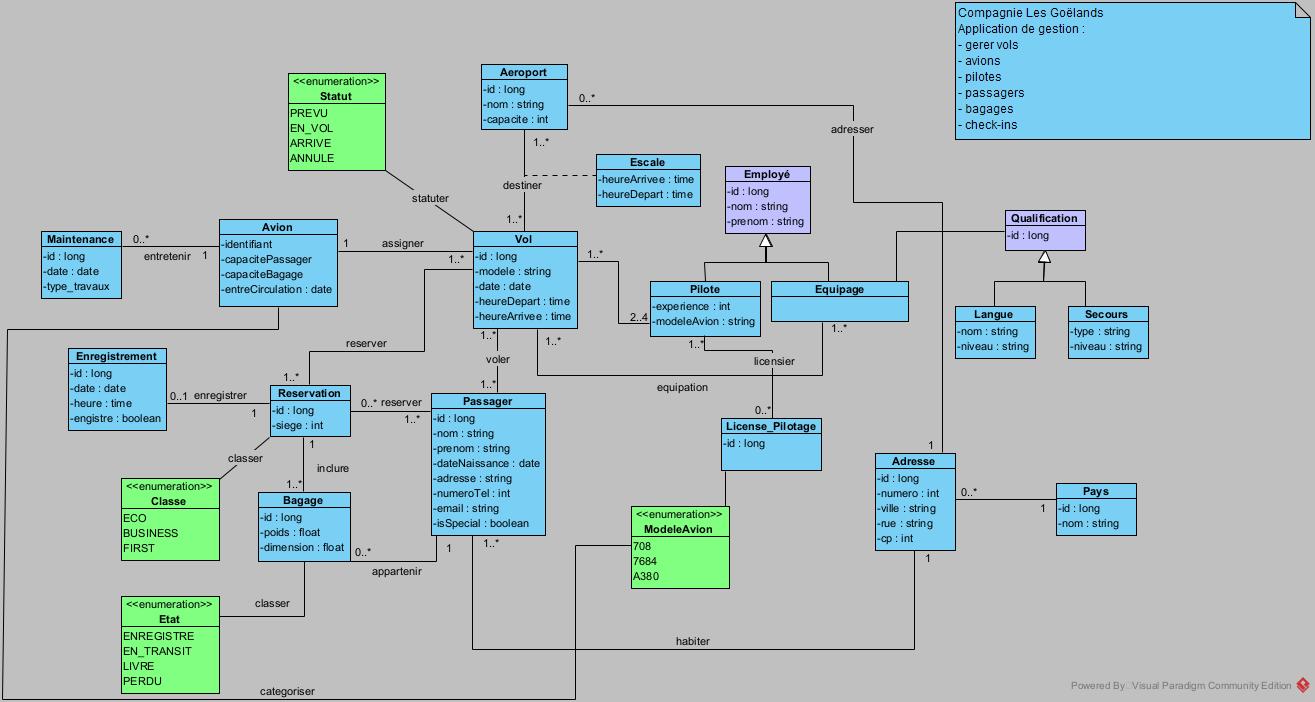 Compagnie Les Goëlands
Application de gestion :
- gerer vols
- avions
- pilotes
- passagers
- bagages
- check-ins
<<enumeration>>
Statut
PREVU
EN_VOL
ARRIVE
ANNULE
statuter
Aeroport
-id : long
-nom : string
-capacite : int
0..*
adresser
1..*
destiner
1..*
Escale
-heureArrivee : time
-heureDepart : time
Employé
-id : long
-nom : string
-prenom : string
Qualification
-id : long
Maintenance
-id : long
-date : date
-type_travaux
0..*
entretenir
1
Avion
-identifiant
-capacitePassager
-capaciteBagage
-entreCirculation : date
1
assigner
1..*
Vol
-id : long
-modele : string
-date : date
-heureDepart : time
-heureArrivee : time
1..*
2..4
Pilote
-experience : int
-modeleAvion : string
Equipage
1..*
Langue
-nom : string
-niveau : string
Secours
-type : string
-niveau : string
reserver
1..*
1..*
voler
1..*
1..*
equipation
1..*
licensier
0..*
Enregistrement
-id : long
-date : date
-heure : time
-engistre : boolean
0..1
enregistrer
1
Reservation
-id : long
-siege : int
0..*
reserver
1..*
Passager
-id : long
-nom : string
-prenom : string
-dateNaissance : date
-adresse : string
-numeroTel : int
-email : string
-isSpecial : boolean
License_Pilotage
-id : long
classer
1
inclure
1..*
<<enumeration>>
Classe
ECO
BUSINESS
FIRST
Bagage
-id : long
-poids : float
-dimension : float
0..*
appartenir
1
1..*
<<enumeration>>
ModeleAvion
708
7684
A380
1
Adresse
-id : long
-numero : int
-ville : string
-rue : string
-cp : int
0..*
1
Pays
-id : long
-nom : string
1
<<enumeration>>
Etat
ENREGISTRE
EN_TRANSIT
LIVRE
PERDU
classer
habiter
categoriser
Powered By Visual Paradigm Community Edition